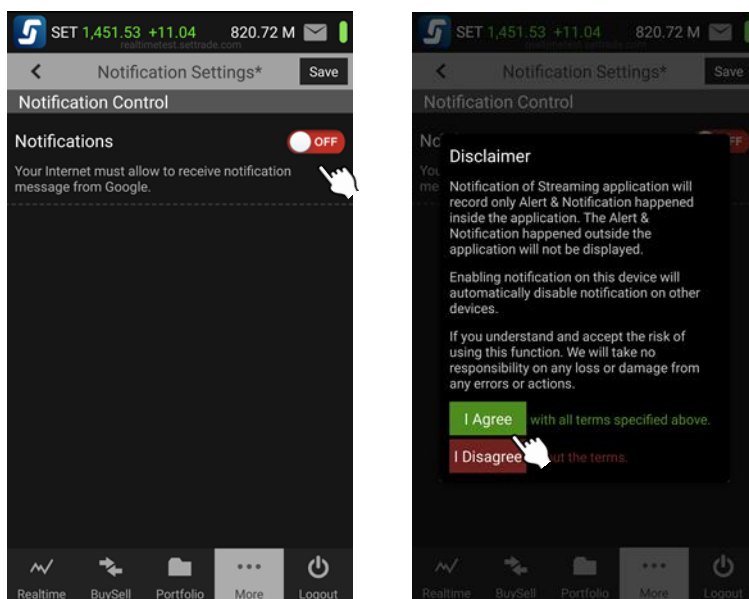 SET 1,451.53 +11.04 820.72 M
realtimetest.settrade.com
Notification Settings*
Save
Notification Control
Notifications
OFF
Your Internet must allow to receive notification
message from Google.
Realtime
BuySell
Portfolio
More
Logout
SET 1,451.53 +11.04 820.72 M
realtimetest.settrade.com
Notification Settings*
Save
Notification Control
Disclaimer
Notification of Streaming application will
record only Alert & Notification happened
inside the application. The Alert &
Notification happened outside the
application will not be displayed.
Enabling notification on this device will
automatically disable notification on other
devices.
If you understand and accept the risk of
using this function. We will take no
responsibility on any loss or damage from
any errors or actions.
I Agree with all terms specified above.
I Disagree the terms.
Realtime
BuySell
Portfolio
More
Logout